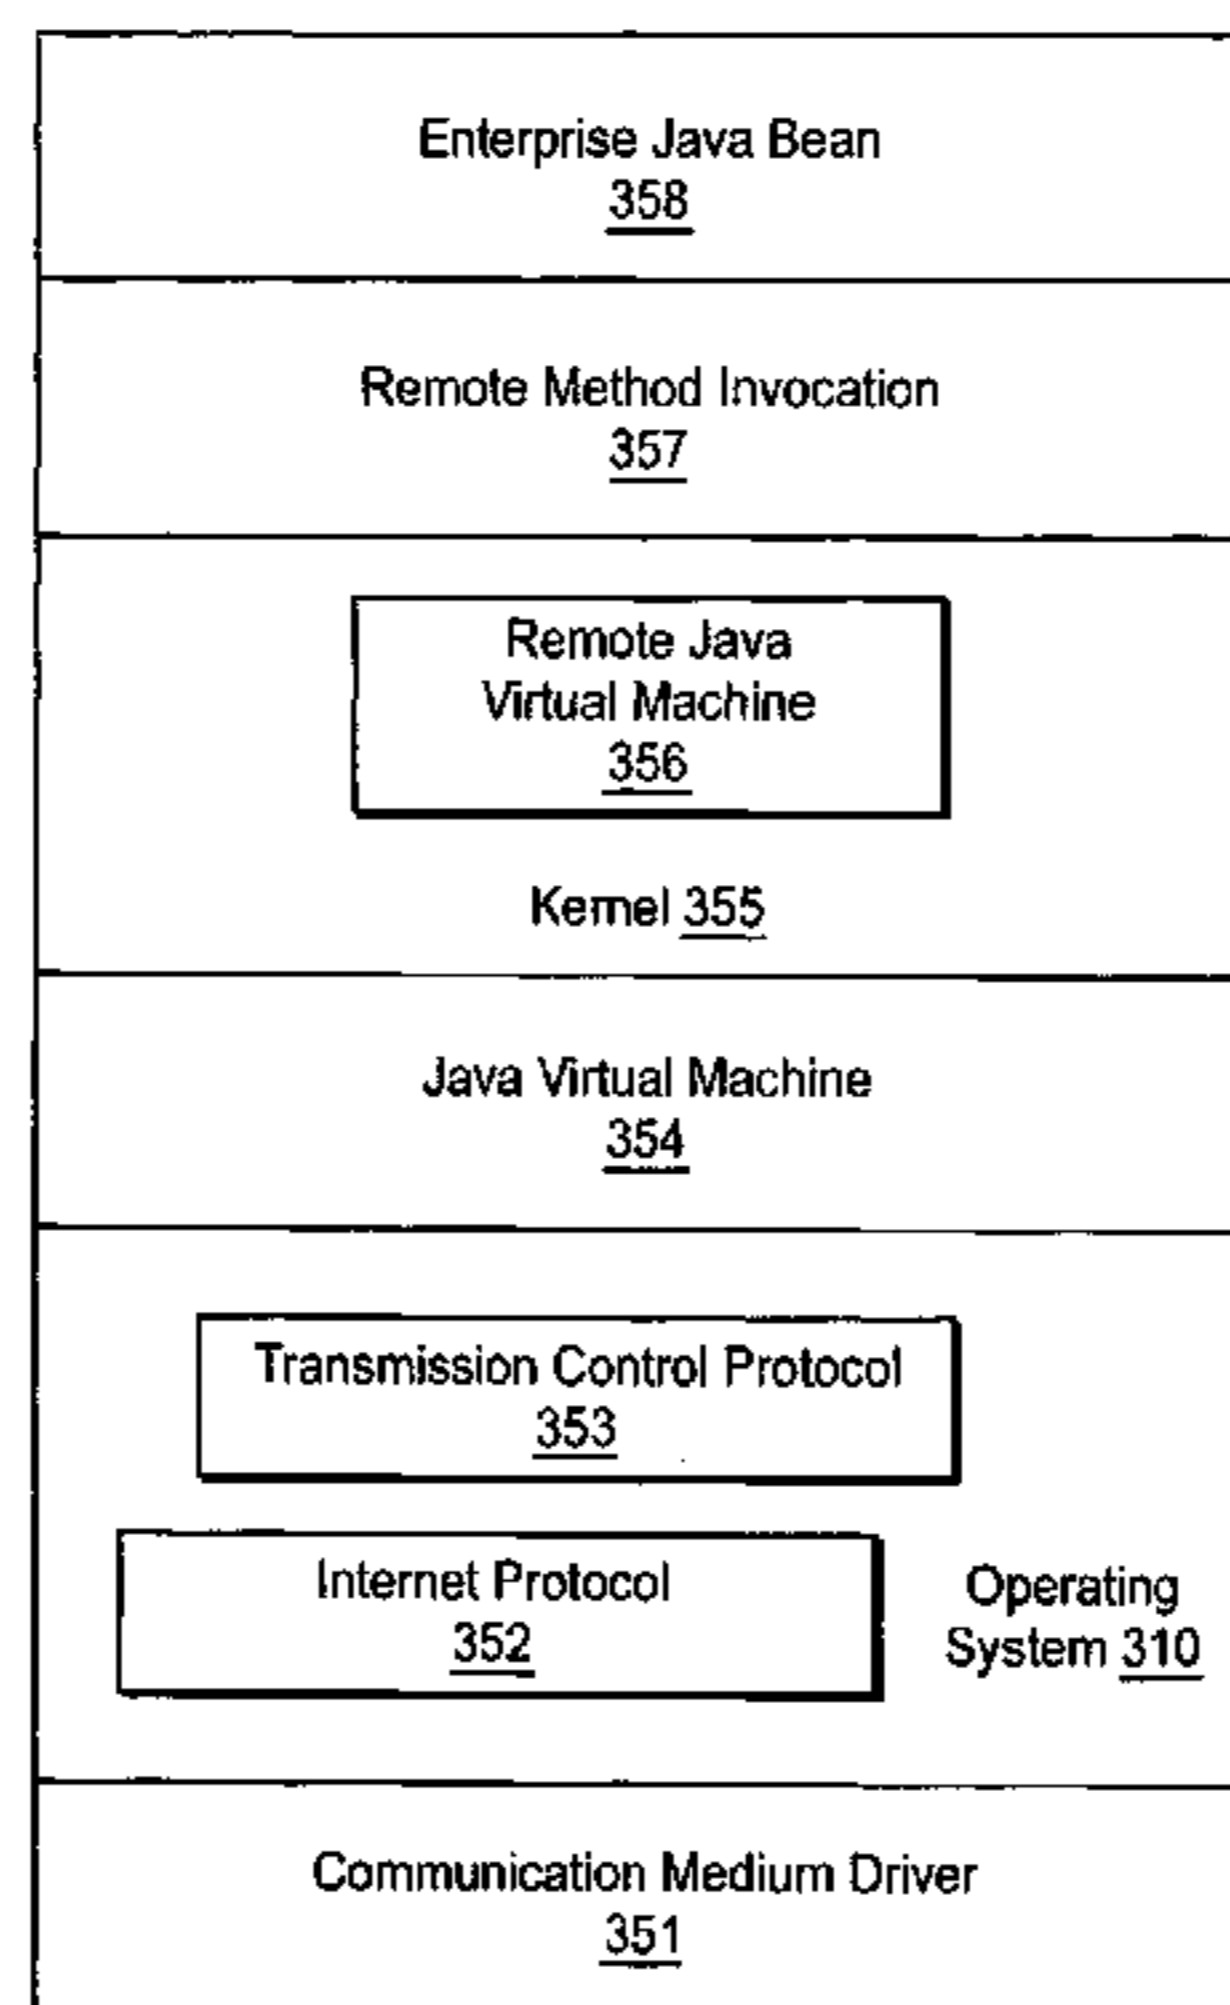 Enterprise Java Bean
358
Remote Method Invocation
357
Remote Java
Virtual Machine
356
Kernel 355
Java Virtual Machine
354
Transmission Control Protocol
353
Internet Protocol
352
Operating
System 310
Communication Medium Driver
351